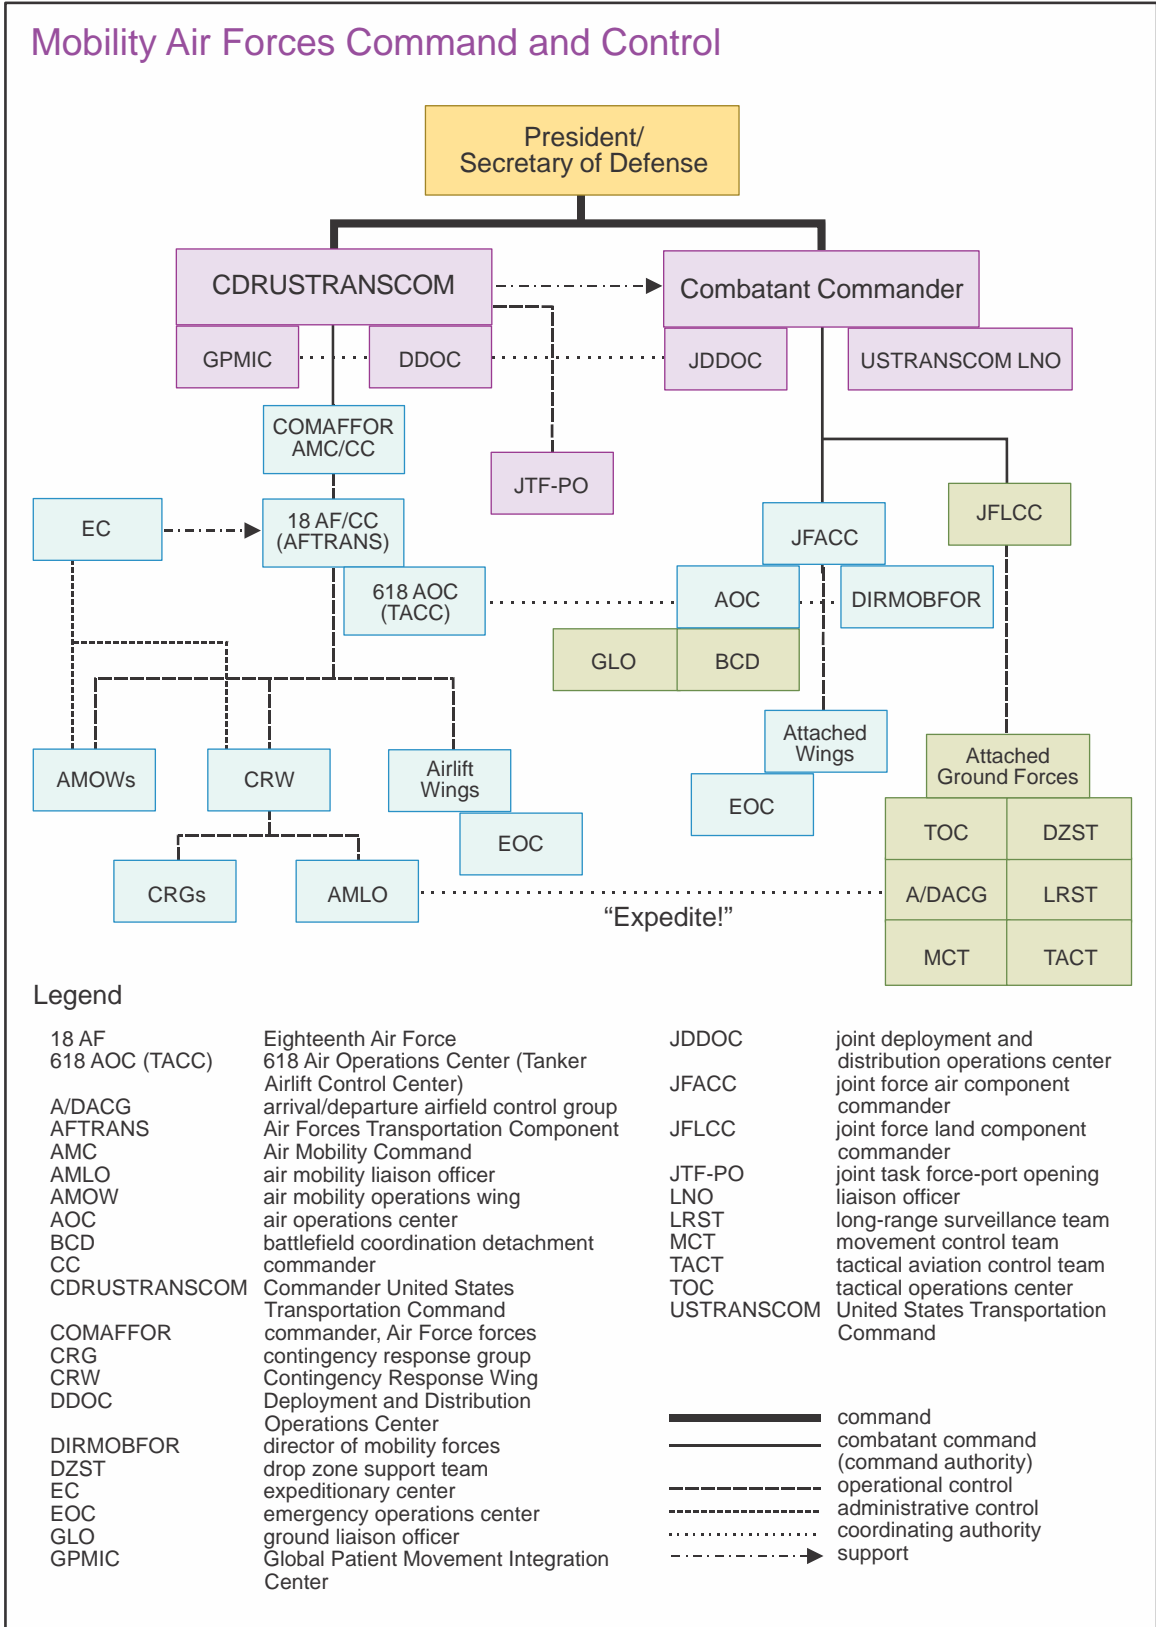 Mobility Air Forces Command and Control
President/
Secretary of Defense
CDRUSTRANSCOM
Combatant Commander
GPMIC
DDOC
JDDOC
USTRANSCOM LNO
COMAFFOR
AMC/CC
JTF-PO
EC
18 AF/CC
(AFTRANS)
JFACC
JFLCC
618 AOC
(TACC)
AOC
DIRMOBFOR
GLO
BCD
AMOWs
CRW
Airlift
Wings
Attached
Wings
Attached
Ground Forces
EOC
EOC
TOC
DZST
CRGs
AMLO
"Expedite!"
A/DACG
LRST
MCT
TACT
Legend
18 AF Eighteenth Air Force
618 AOC (TACC) 618 Air Operations Center (Tanker
Airlift Control Center)
A/DACG arrival/departure airfield control group
AFTRANS Air Forces Transportation Component
AMC Air Mobility Command
AMLO air mobility liaison officer
AMOW air mobility operations wing
AOC air operations center
BCD battlefield coordination detachment
CC commander
CDRUSTRANSCOM Commander United States
Transportation Command
COMAFFOR commander, Air Force forces
CRG contingency response group
CRW Contingency Response Wing
DDOC Deployment and Distribution
Operations Center
DIRMOBFOR director of mobility forces
DZST drop zone support team
EC expeditionary center
EOC emergency operations center
GLO ground liaison officer
GPMIC Global Patient Movement Integration
Center
JDDOC joint deployment and
distribution operations center
JFACC joint force air component
commander
JFLCC joint force land component
commander
JTF-PO joint task force-port opening
LNO liaison officer
LRST long-range surveillance team
MCT movement control team
TACT tactical aviation control team
TOC tactical operations center
USTRANSCOM United States Transportation
Command
command
combatant command
(command authority)
operational control
administrative control
coordinating authority
support